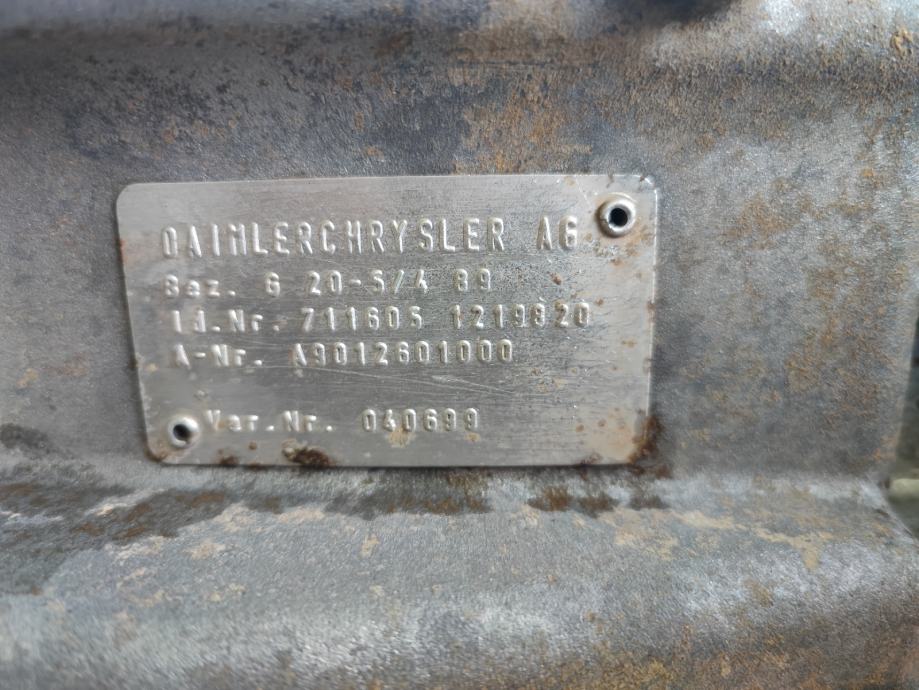 DAIMLERCHRYSLER AG
Bez. G 20-5/4 89
Id.Nr. 711605 1219820
A-Nr. A9012601000
Var.Nr. 040699